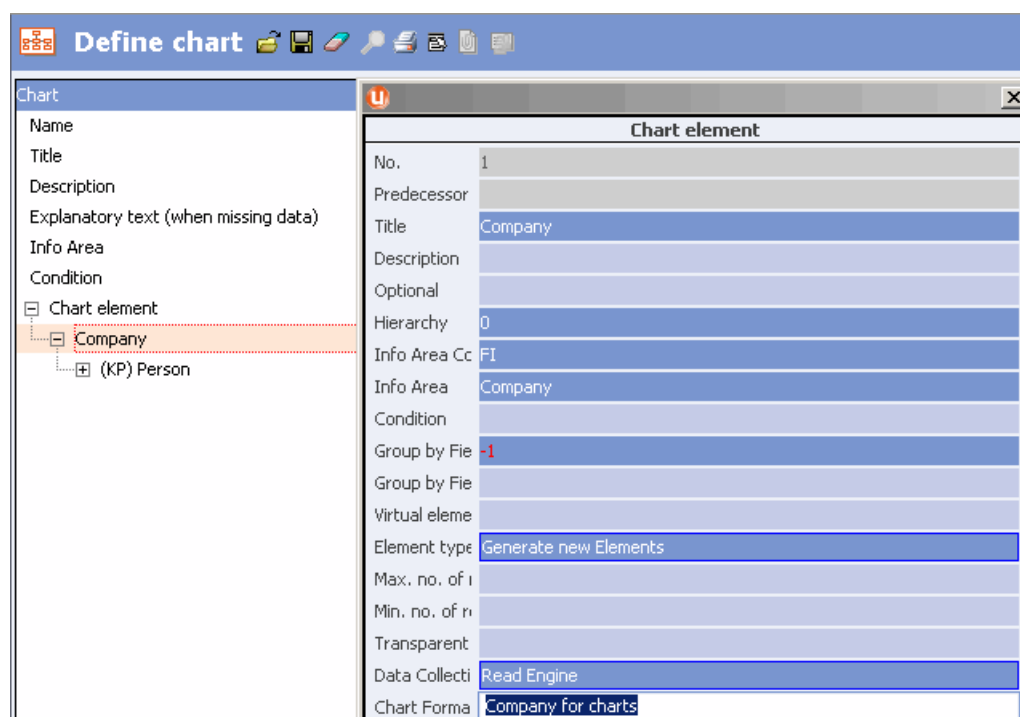 Define chart
Chart
Name
Title
Description
Explanatory text (when missing data)
Info Area
Condition
Chart element
Company
(KP) Person
Chart element
No. 1
Predecessor
Title Company
Description
Optional
Hierarchy 0
Info Area Cc FI
Info Area Company
Condition
Group by Fie -1
Group by Fie
Virtual eleme
Element type Generate new Elements
Max. no. of
Min. no. of
Transparent
Data Collecti Read Engine
Chart Forma Company for charts